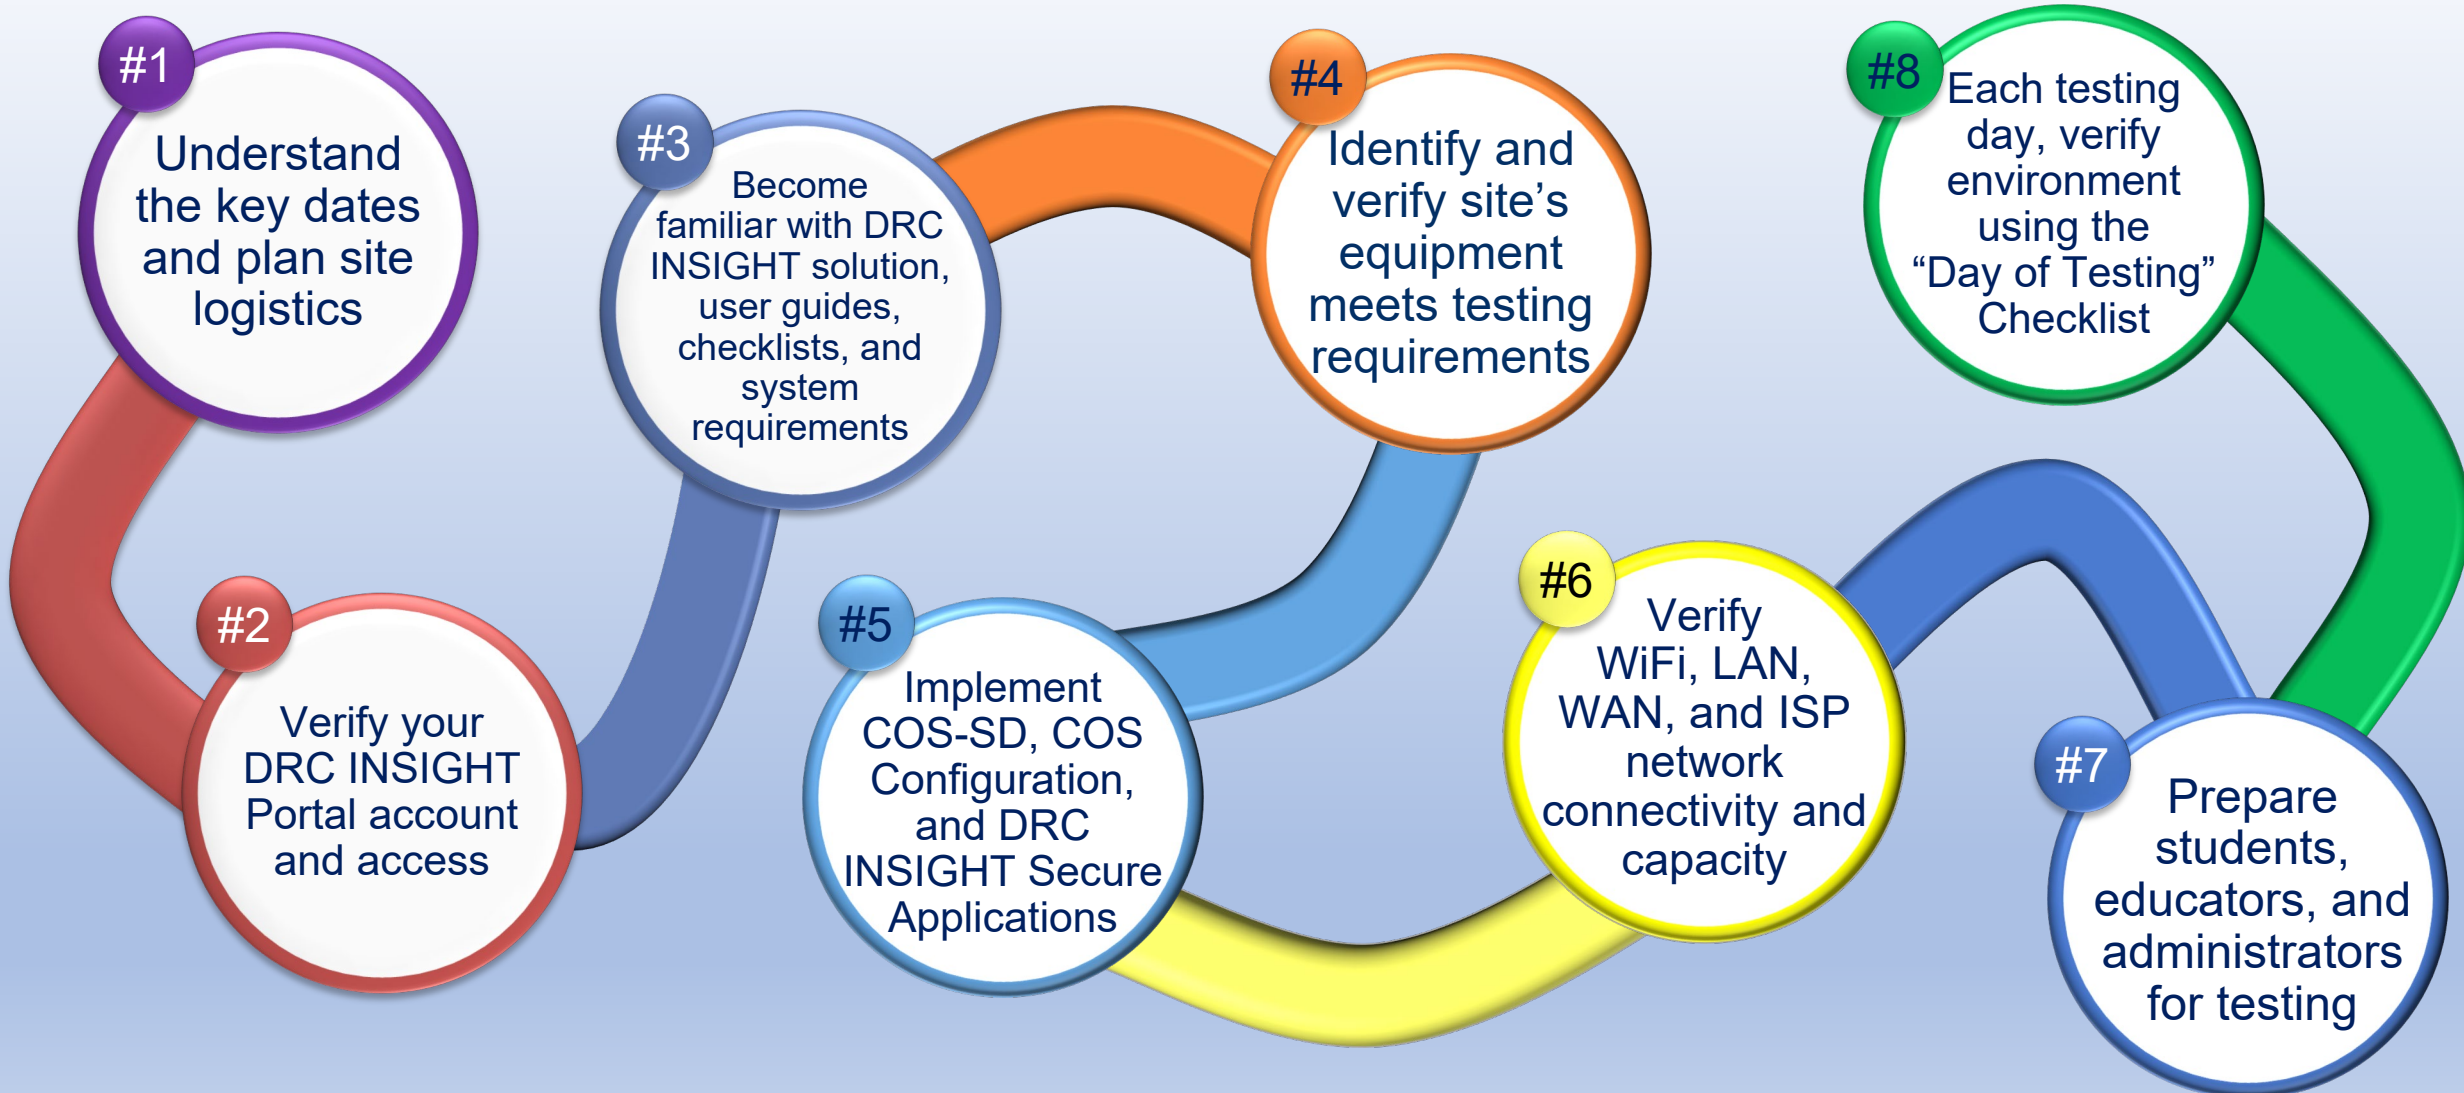 #1
Understand
the key dates
and plan site
logistics
#2
Verify your
DRC INSIGHT
Portal account
and access
#3
Become
familiar with DRC
INSIGHT solution,
user guides,
checklists, and
system
requirements
#4
Identify and
verify site’s
equipment
meets testing
requirements
#5
Implement
COS-SD, COS
Configuration,
and DRC
INSIGHT Secure
Applications
#6
Verify
WiFi, LAN,
WAN, and ISP
network
connectivity and
capacity
#7
Prepare
students,
educators, and
administrators
for testing
#8
Each testing
day, verify
environment
using the
“Day of Testing”
Checklist